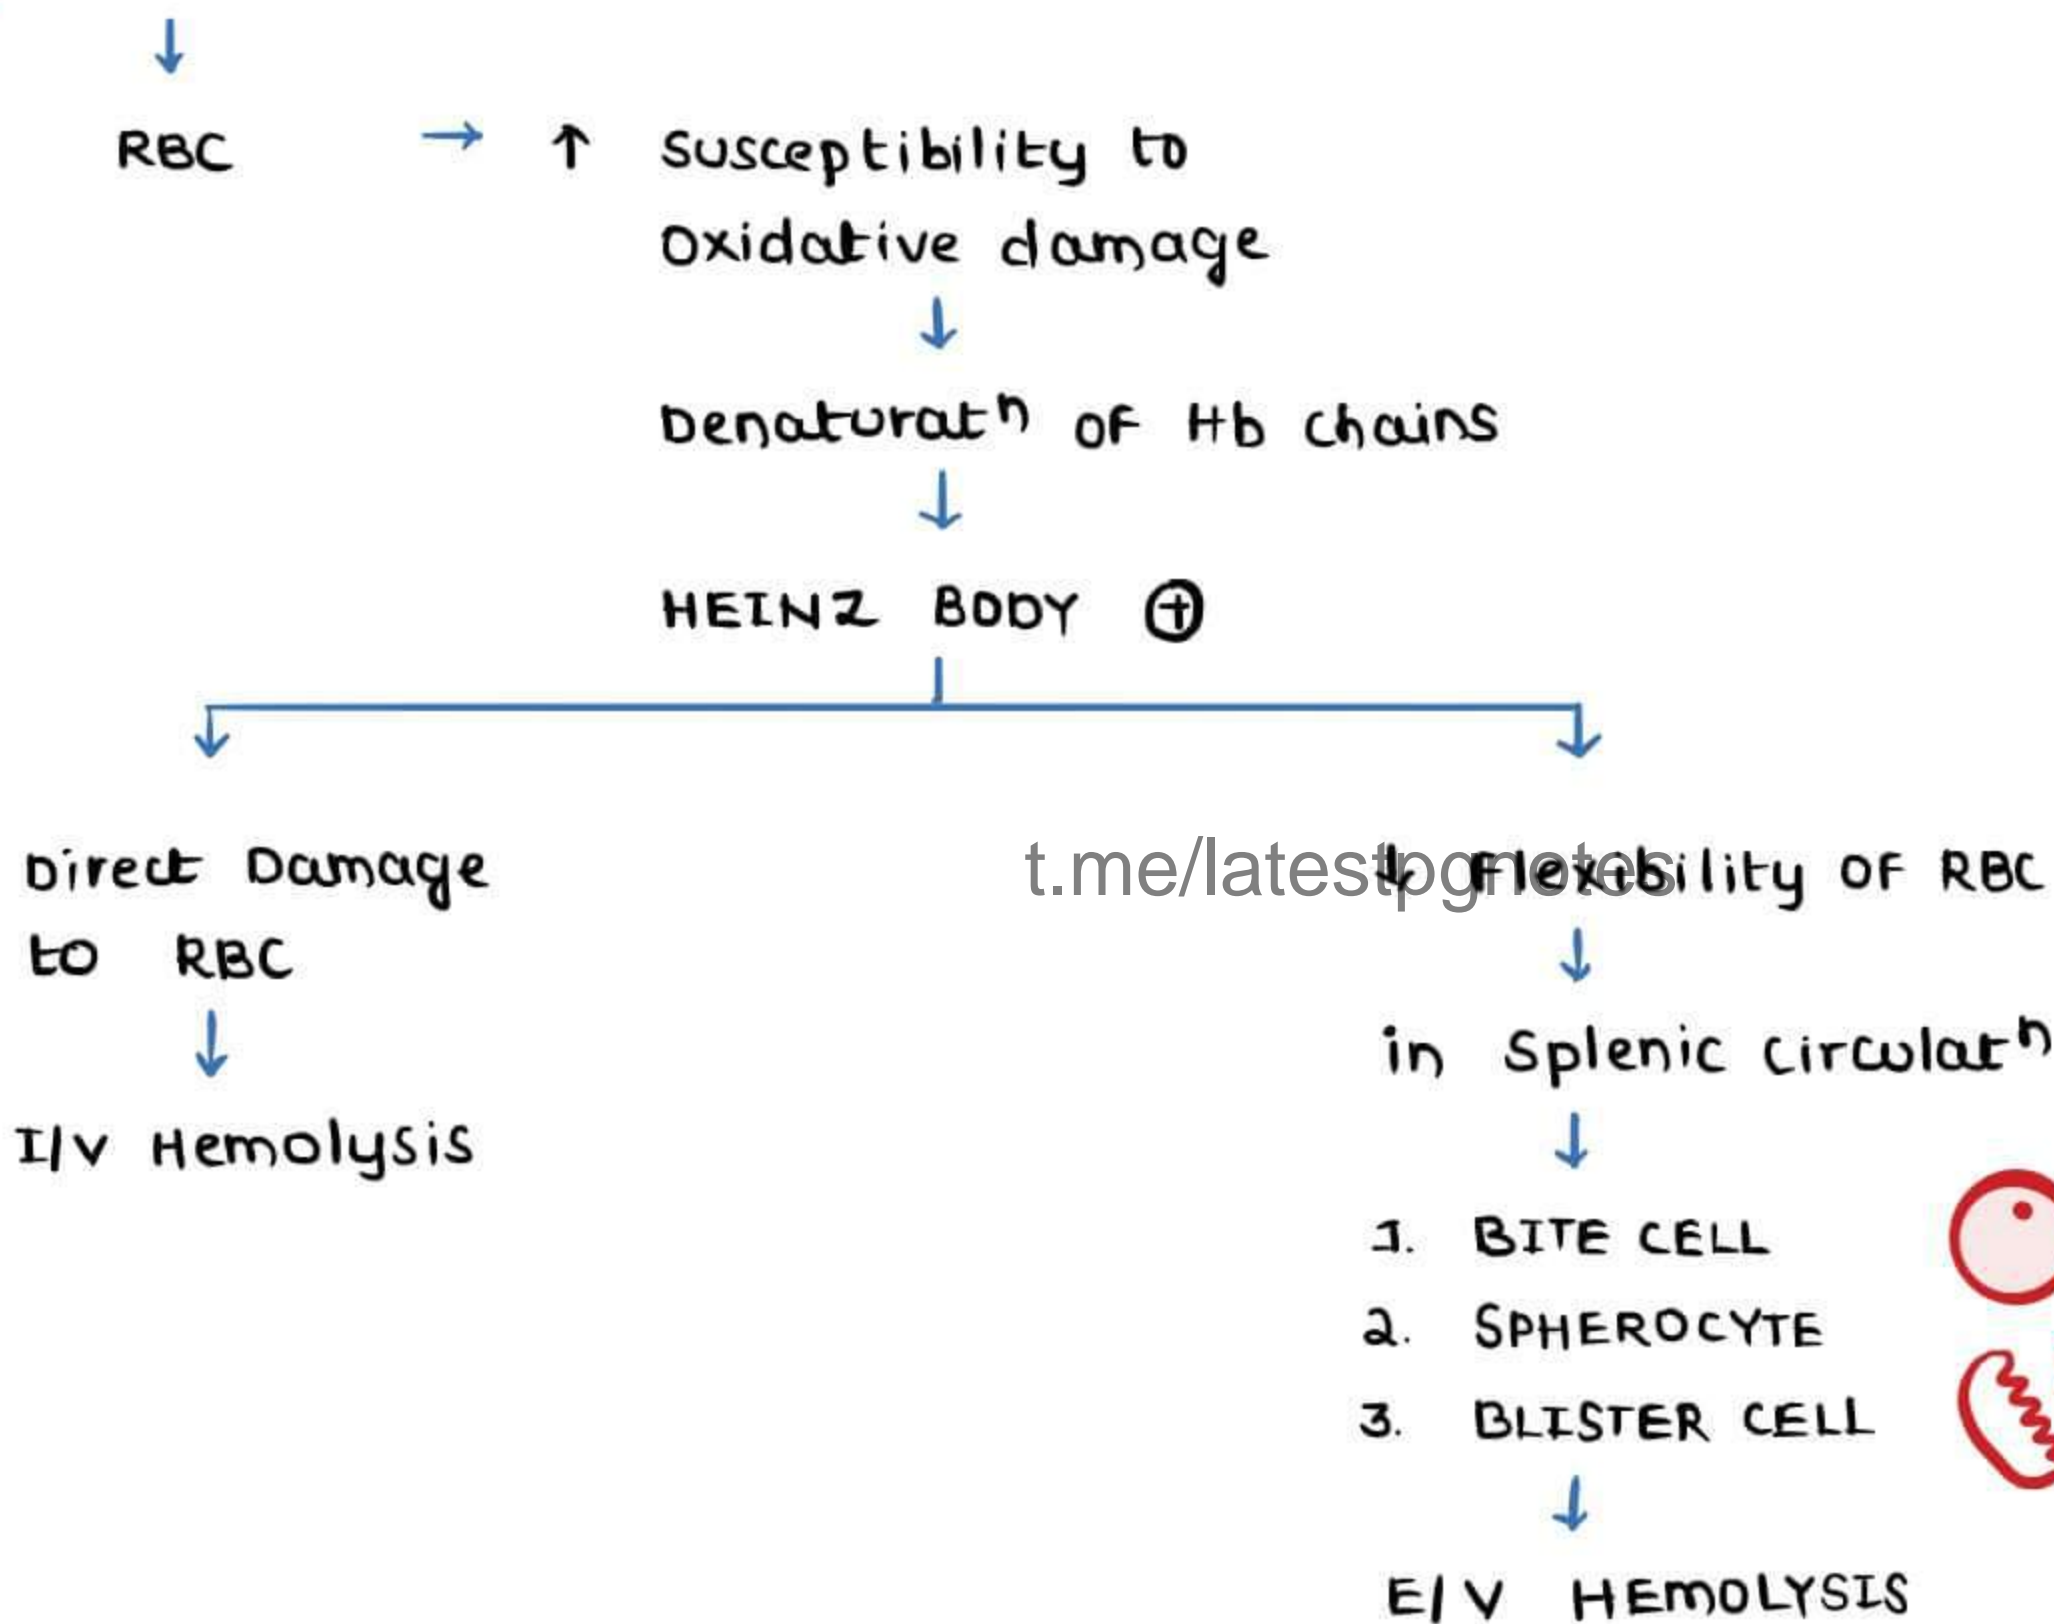 RBC → ↑ Susceptibility to
Oxidative damage
Denaturatⁿ OF Hb chains
HEINZ BODY ⊕
Direct Damage
to RBC
I/V Hemolysis
t.me/latestpgnotes
↓ Flexibility OF RBC
in Splenic circulatⁿ
1. BITE CELL
2. SPHEROCYTE
3. BLISTER CELL
E/V HEMOLYSIS